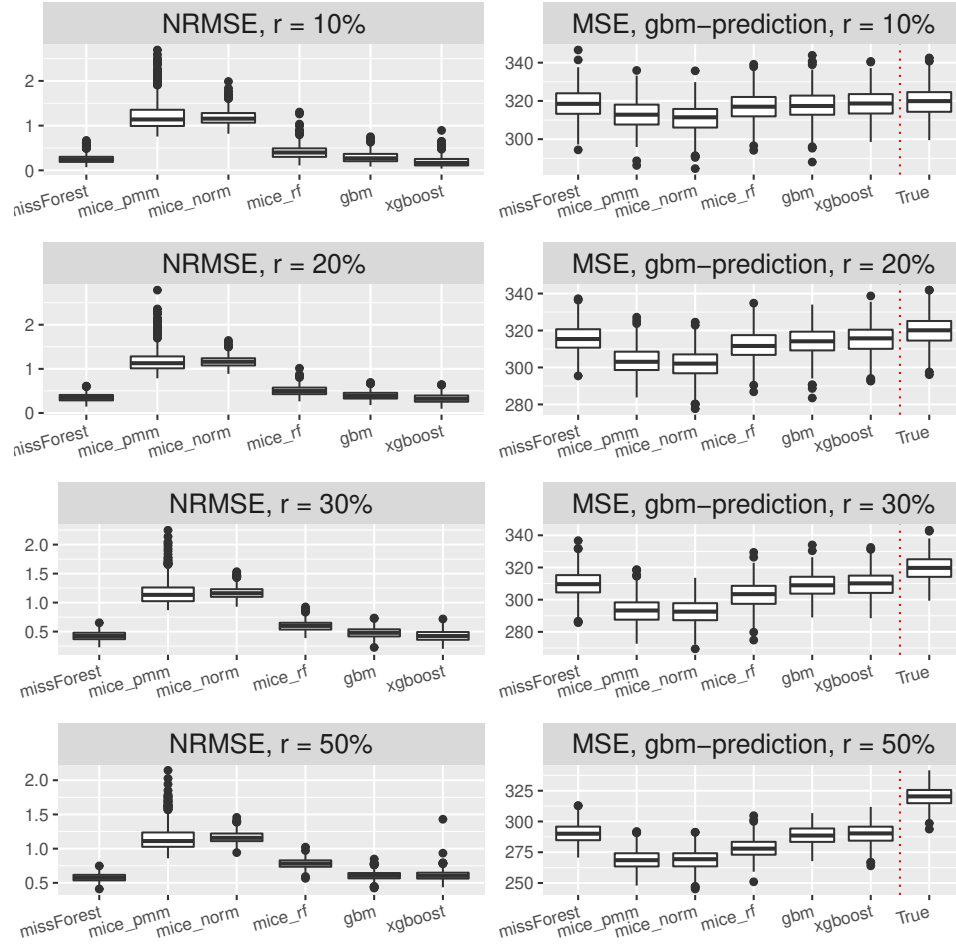 NRMSE, r = 10%
2
1
0
missForest mice_pmm mice_norm mice_rf gbm xgboost
MSE, gbm−prediction, r = 10%
340
320
300
missForest mice_pmm mice_norm mice_rf gbm xgboost True
NRMSE, r = 20%
2
1
0
missForest mice_pmm mice_norm mice_rf gbm xgboost
MSE, gbm−prediction, r = 20%
340
320
300
280
missForest mice_pmm mice_norm mice_rf gbm xgboost True
NRMSE, r = 30%
2.0
1.5
1.0
0.5
missForest mice_pmm mice_norm mice_rf gbm xgboost
MSE, gbm−prediction, r = 30%
340
320
300
280
missForest mice_pmm mice_norm mice_rf gbm xgboost True
NRMSE, r = 50%
2.0
1.5
1.0
0.5
missForest mice_pmm mice_norm mice_rf gbm xgboost
MSE, gbm−prediction, r = 50%
325
300
275
250
missForest mice_pmm mice_norm mice_rf gbm xgboost True